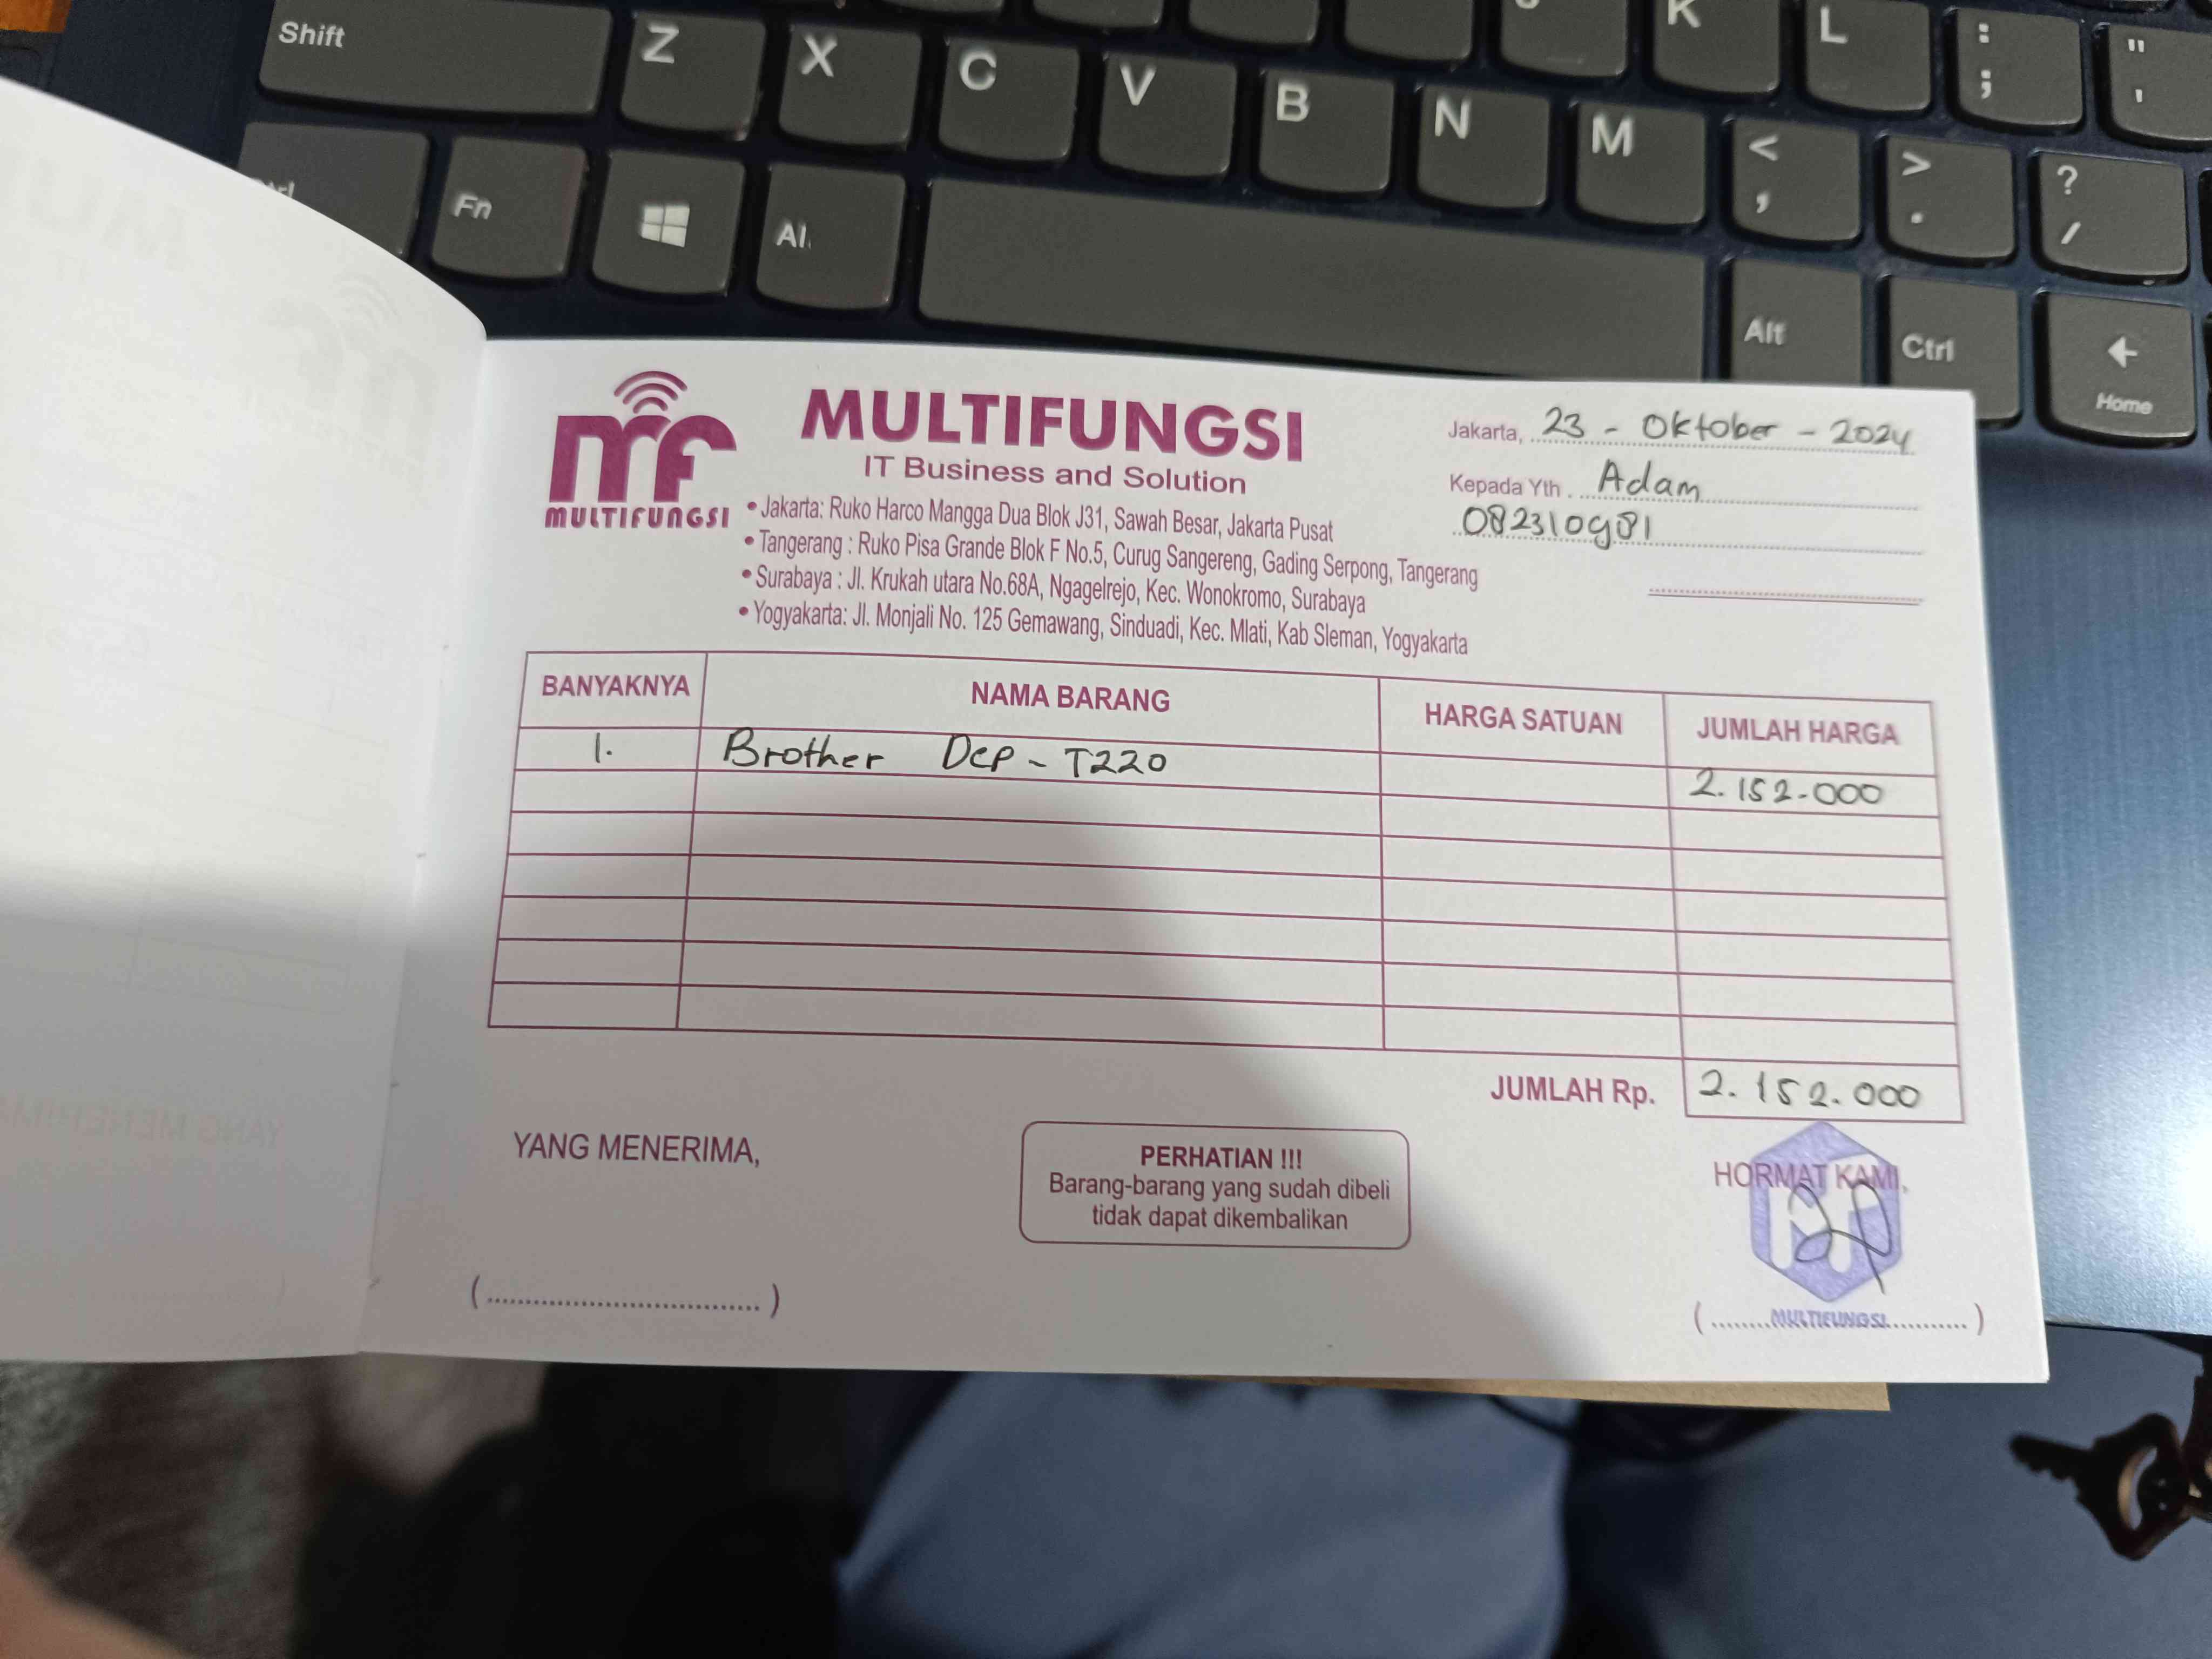 Shift Z X C V B N M K L : ; " '
< , > . ? /
Fn Alt Ctrl ← Home
MULTIFUNGSI
MULTIFUNGSI
IT Business and Solution
• Jakarta: Ruko Harco Mangga Dua Blok J31, Sawah Besar, Jakarta Pusat
• Tangerang : Ruko Pisa Grande Blok F No.5, Curug Sangereng, Gading Serpong, Tangerang
• Surabaya : Jl. Krukah utara No.68A, Ngagelrejo, Kec. Wonokromo, Surabaya
• Yogyakarta: Jl. Monjali No. 125 Gemawang, Sinduadi, Kec. Mlati, Kab Sleman, Yogyakarta
Jakarta, 23 - Oktober - 2024
Kepada Yth. Adam
082310981
BANYAKNYA NAMA BARANG HARGA SATUAN JUMLAH HARGA
1. Brother Dcp - T220 2.152.000
JUMLAH Rp. 2.152.000
YANG MENERIMA,
PERHATIAN !!!
Barang-barang yang sudah dibeli
tidak dapat dikembalikan
HORMAT KAMI,
MULTIFUNGSI